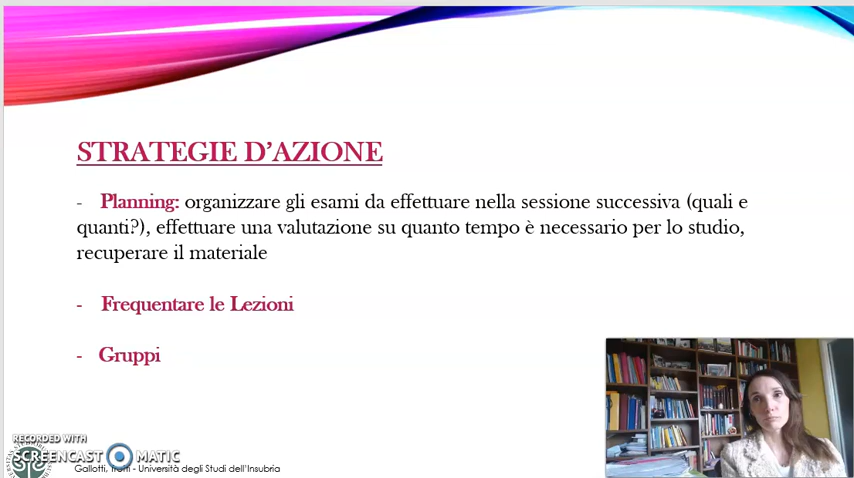 STRATEGIE D'AZIONE
- Planning: organizzare gli esami da effettuare nella sessione successiva (quali e
quanti?), effettuare una valutazione su quanto tempo è necessario per lo studio,
recuperare il materiale
- Frequentare le Lezioni
- Gruppi
RECORDED WITH
SCREENCAST MATIC
Gallotti, - Università degli Studi dell'Insubria